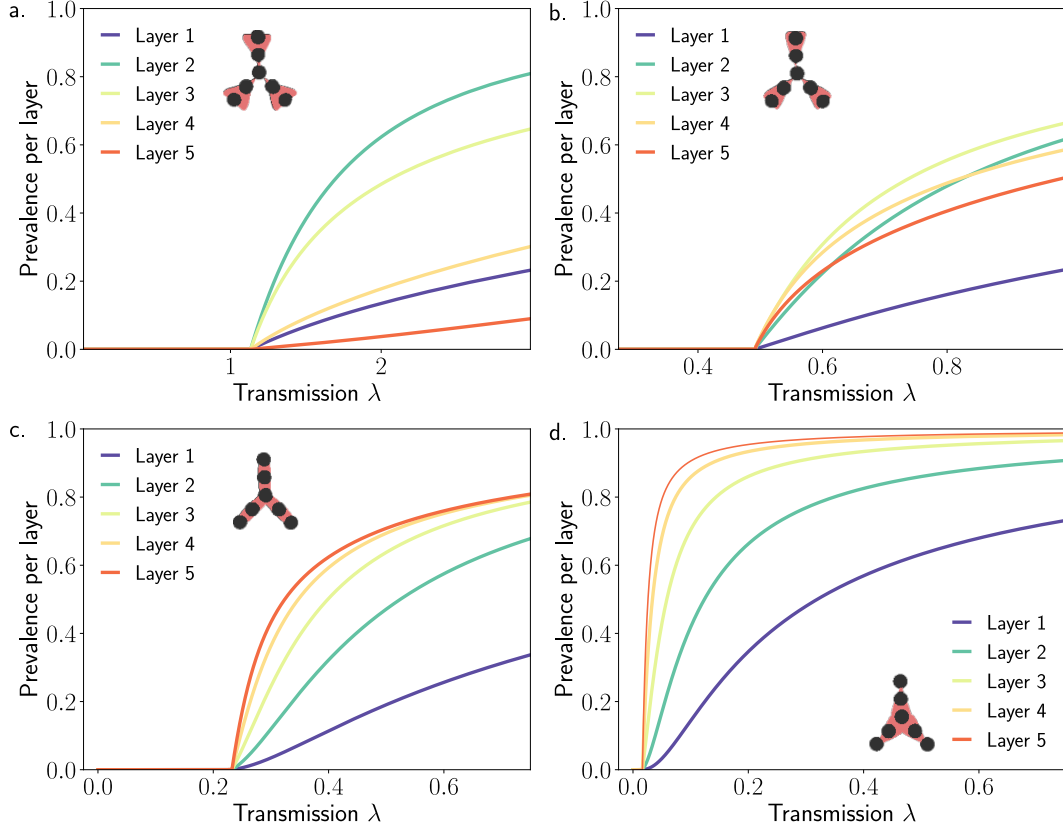 a.
Prevalence per layer
1.0
0.8
0.6
0.4
0.2
0.0
Layer 1
Layer 2
Layer 3
Layer 4
Layer 5
1
2
Transmission λ
b.
Prevalence per layer
1.0
0.8
0.6
0.4
0.2
0.0
Layer 1
Layer 2
Layer 3
Layer 4
Layer 5
0.4
0.6
0.8
Transmission λ
c.
Prevalence per layer
1.0
0.8
0.6
0.4
0.2
0.0
Layer 1
Layer 2
Layer 3
Layer 4
Layer 5
0.0
0.2
0.4
0.6
Transmission λ
d.
Prevalence per layer
1.0
0.8
0.6
0.4
0.2
0.0
Layer 1
Layer 2
Layer 3
Layer 4
Layer 5
0.0
0.2
0.4
0.6
Transmission λ